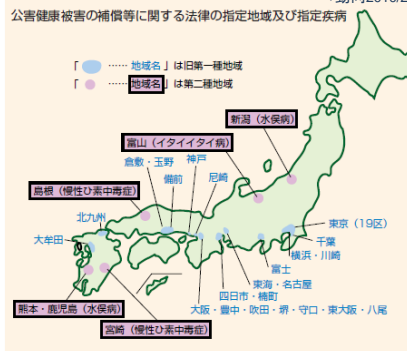 公害健康被害の補償等に関する法律の指定地域及び指定疾病
「 …… 地域名 」は旧第一種地域
「 …… 地域名 」は第二種地域
新潟（水俣病）
富山（イタイイタイ病）
倉敷・玉野
神戸
備前
尼崎
島根（慢性ひ素中毒症）
北九州
大牟田
東京（19区）
千葉
横浜・川崎
富士
東海・名古屋
四日市・楠町
大阪・豊中・吹田・堺・守口・東大阪・八尾
熊本・鹿児島（水俣病）
宮崎（慢性ひ素中毒症）